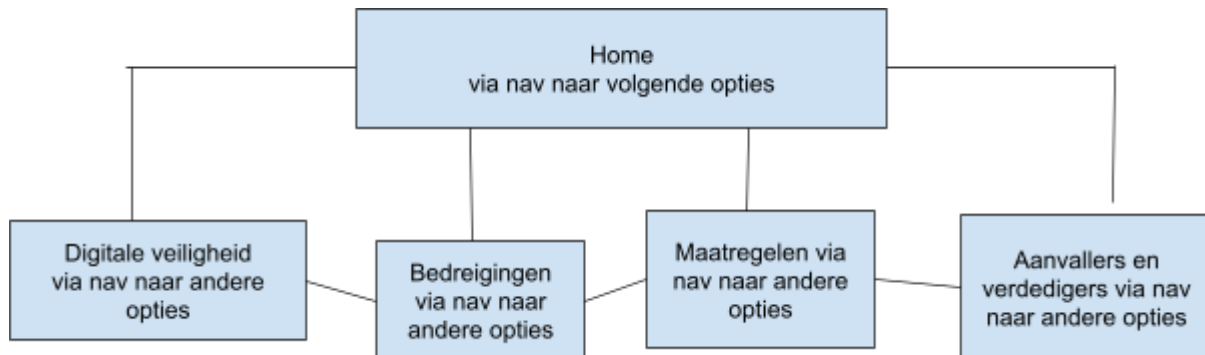 Home
via nav naar volgende opties
Digitale veiligheid
via nav naar andere
opties
Bedreigingen
via nav naar
andere opties
Maatregelen via
nav naar andere
opties
Aanvallers en
verdedigers via nav
naar andere opties